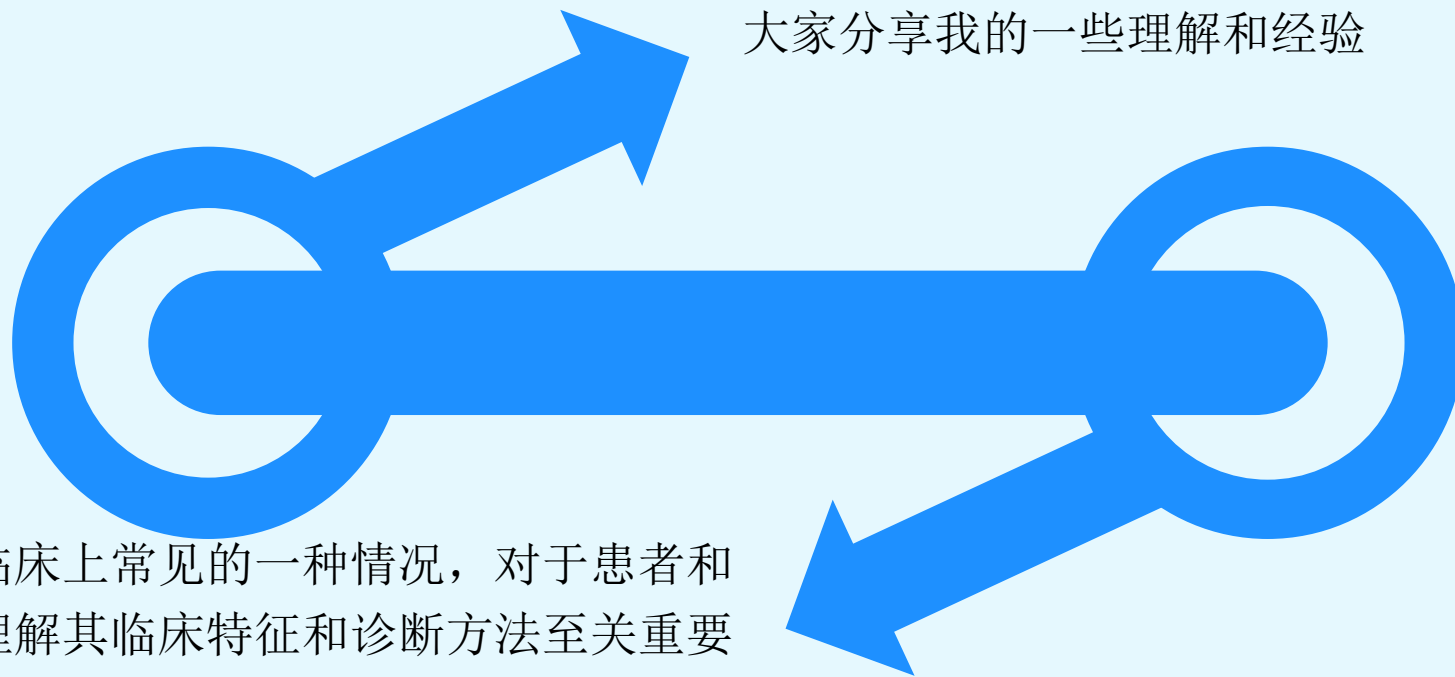 大家分享我的一些理解和经验
床上常见的一种情况，对于患者和
解其临床特征和诊断方法至关重要